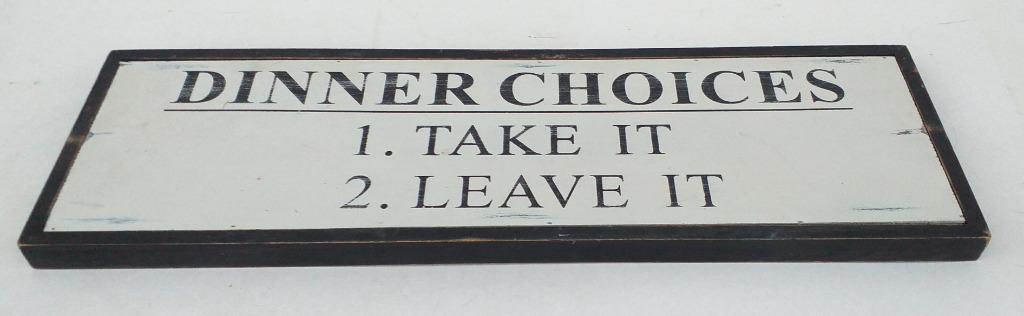 DINNER CHOICES
1. TAKE IT
2. LEAVE IT